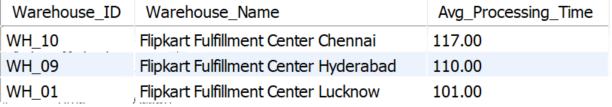 Warehouse_ID Warehouse_Name Avg_Processing_Time
WH_10 Flipkart Fulfillment Center Chennai 117.00
WH_09 Flipkart Fulfillment Center Hyderabad 110.00
WH_01 Flipkart Fulfillment Center Lucknow 101.00